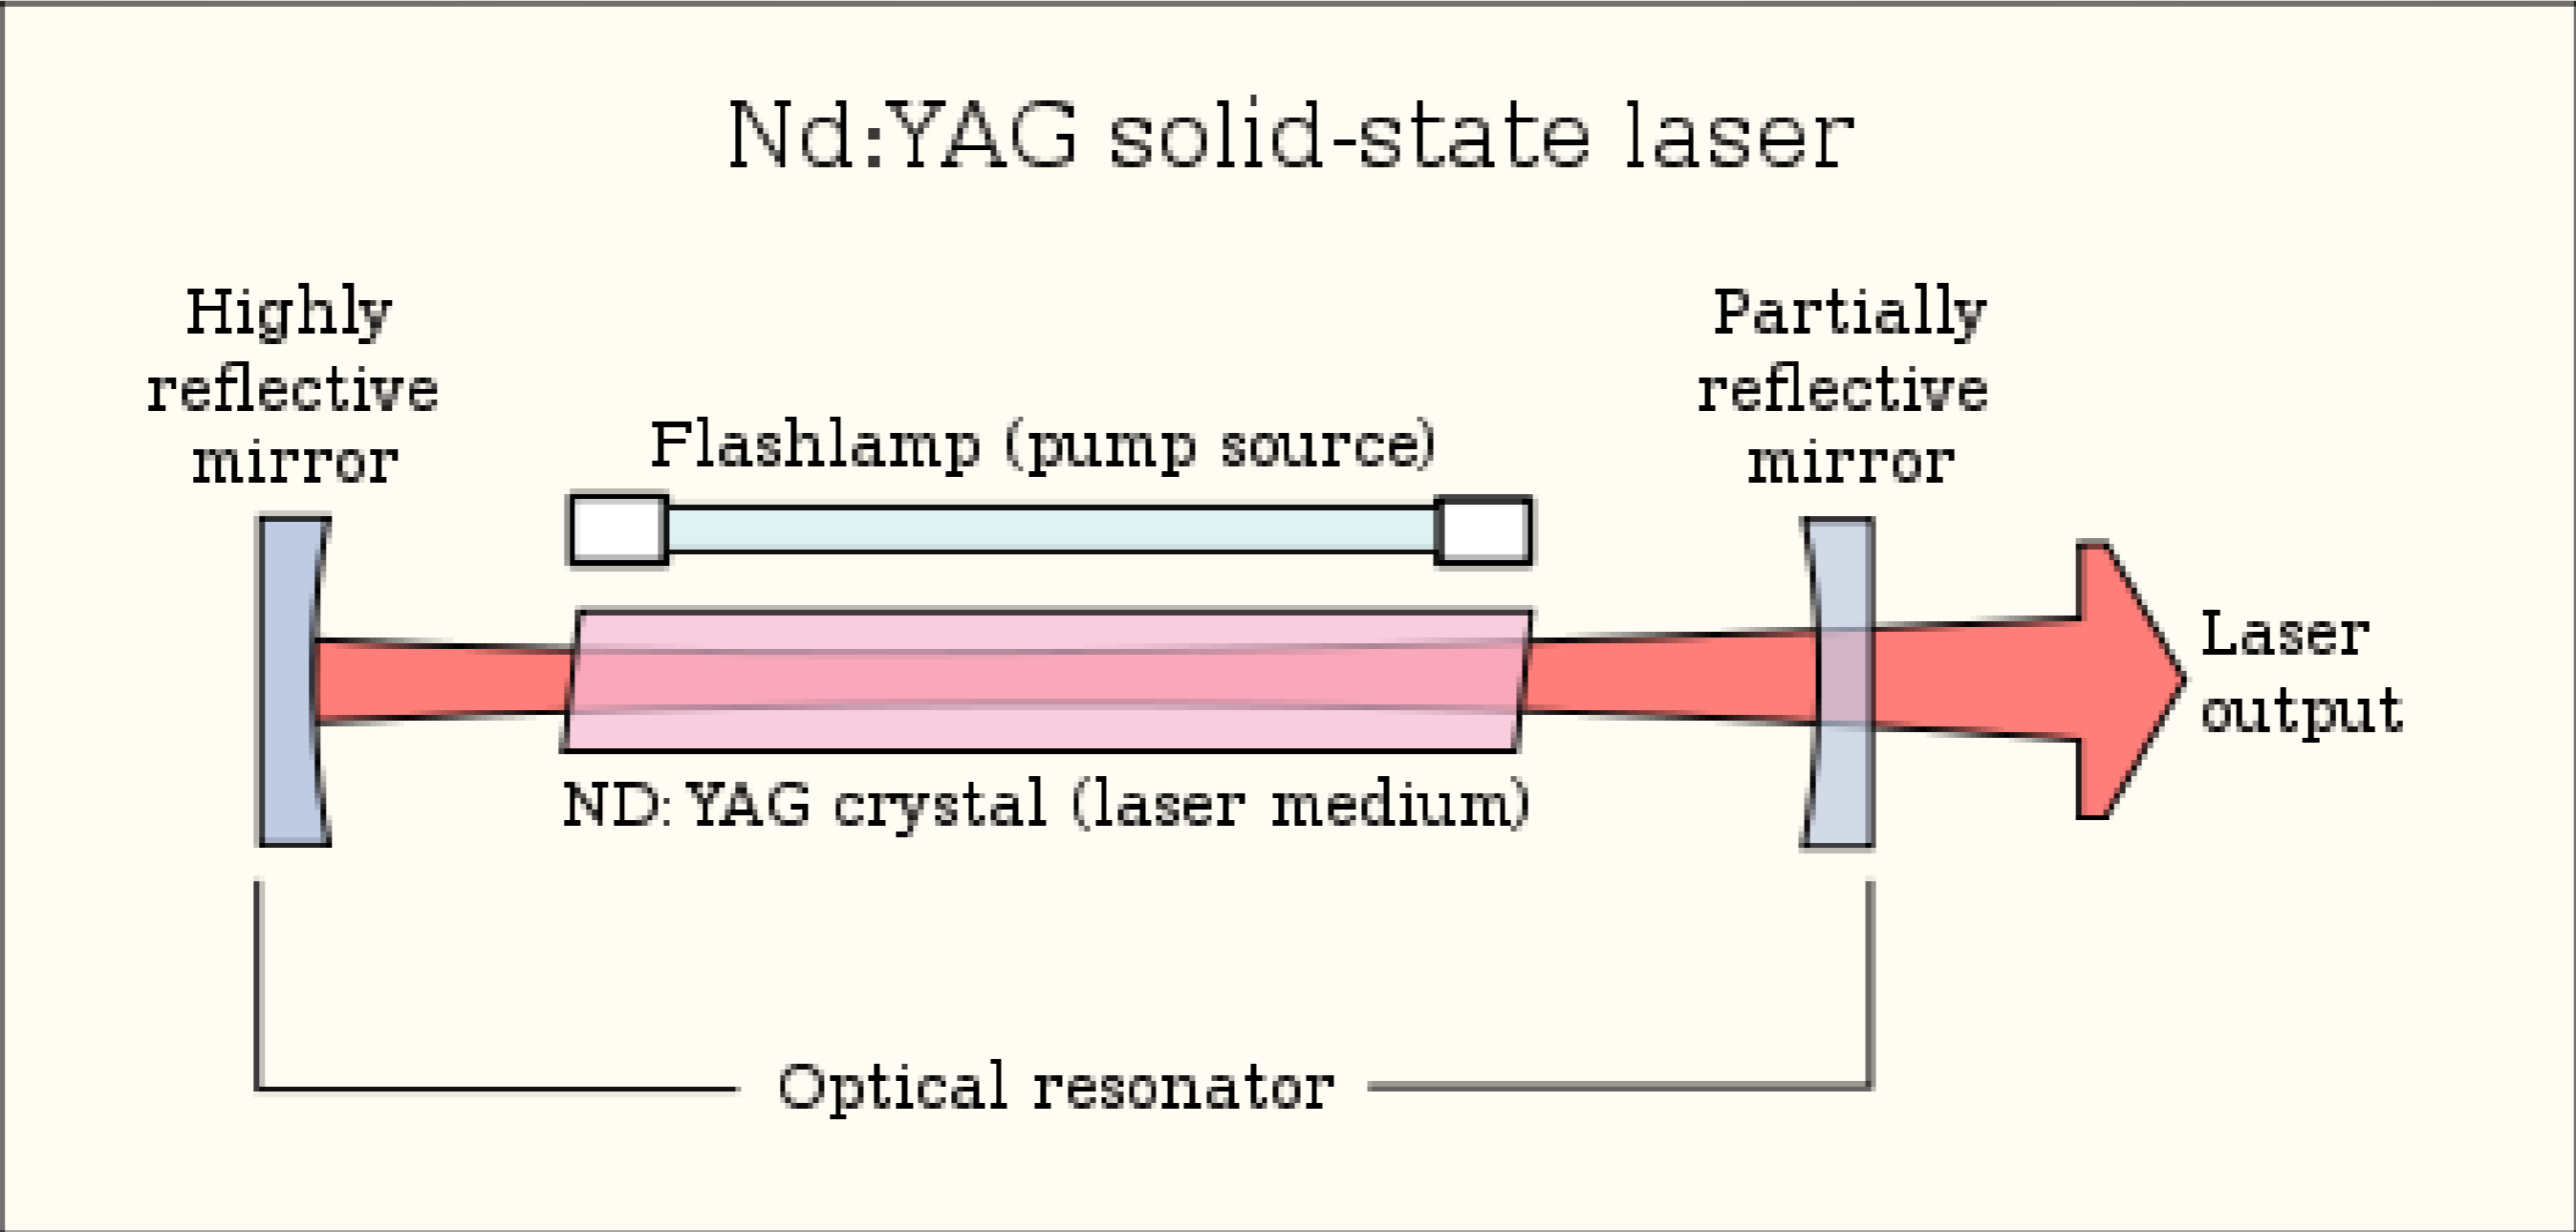 Nd:YAG solid-state laser
Highly
reflective
mirror
Flashlamp (pump source)
Partially
reflective
mirror
Laser
output
ND: YAG crystal (laser medium)
Optical resonator